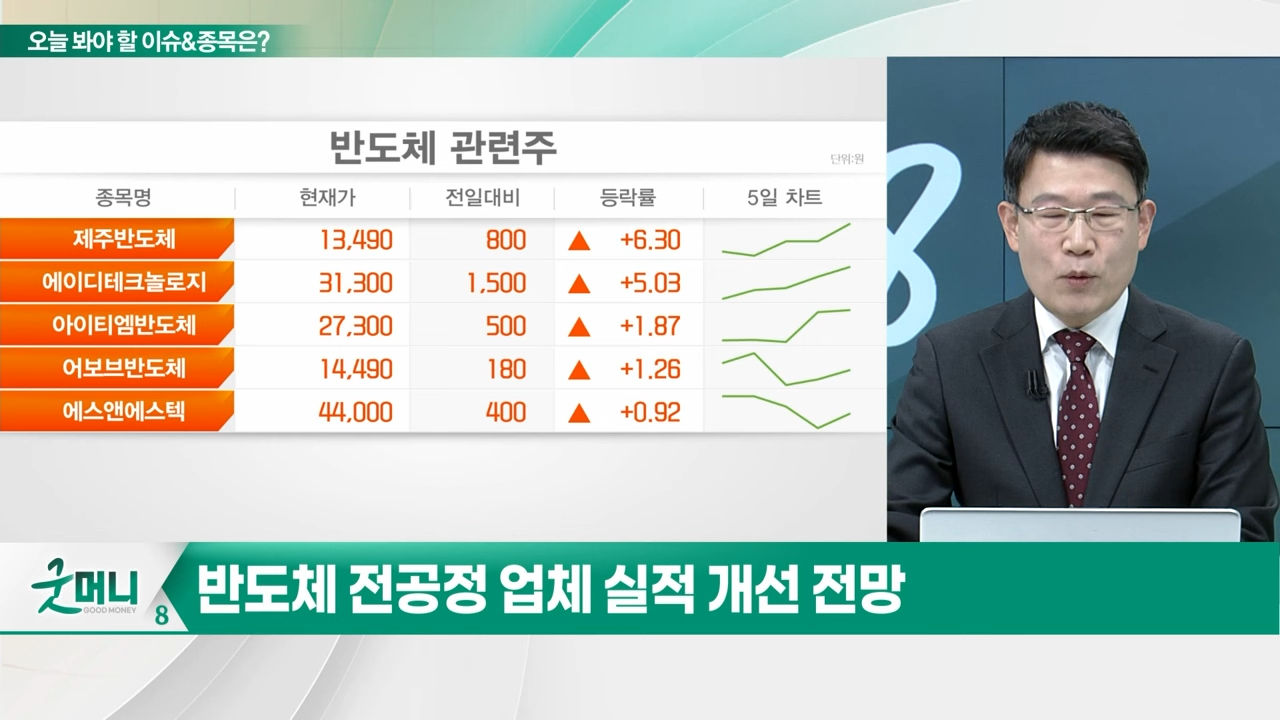 오늘 봐야 할 이슈&종목은?
반도체 관련주
단위:원
종목명 현재가 전일대비 등락률 5일 차트
제주반도체 13,490 800 ▲ +6.30
에이디테크놀로지 31,300 1,500 ▲ +5.03
아이티엠반도체 27,300 500 ▲ +1.87
어보브반도체 14,490 180 ▲ +1.26
에스앤에스텍 44,000 400 ▲ +0.92
굿머니
GOOD MONEY
8
반도체 전공정 업체 실적 개선 전망